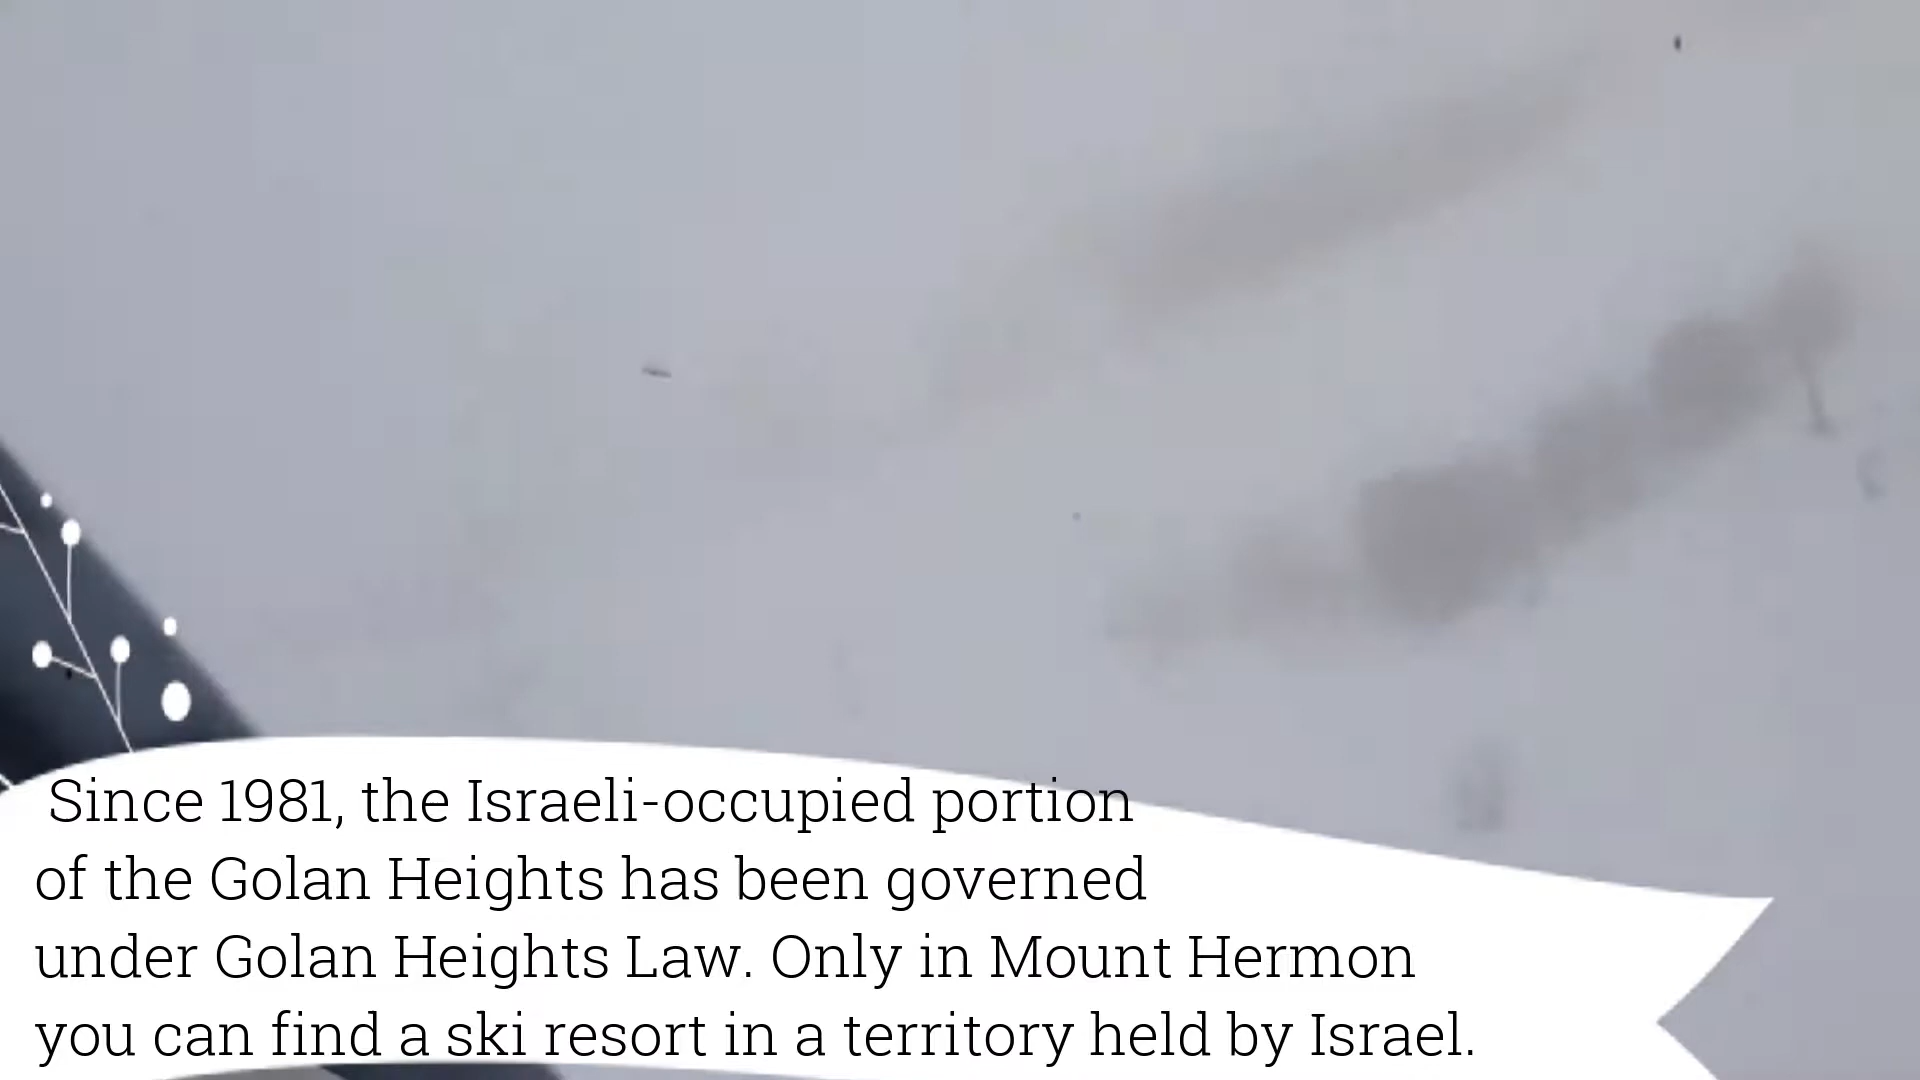 Since 1981, the Israeli-occupied portion
of the Golan Heights has been governed
under Golan Heights Law. Only in Mount Hermon
you can find a ski resort in a territory held by Israel.